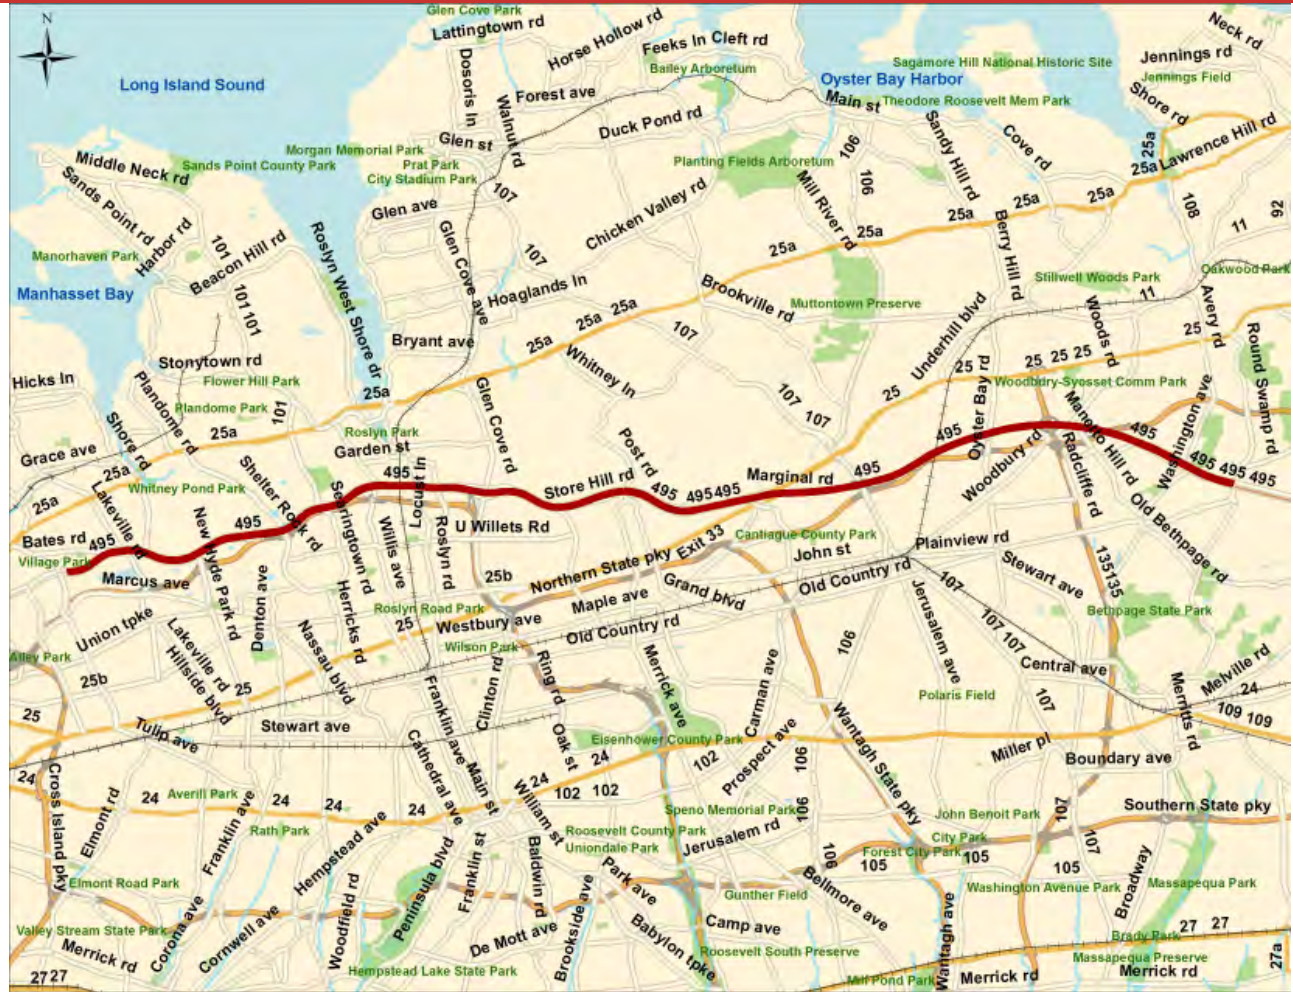 N
Glen Cove Park
Lattingtown rd
Horse Hollow rd
Feeks ln
Cleft rd
Neck rd
Jennings rd
Jennings Field
Long Island Sound
Dosoris ln
Bailey Arboretum
Sagamore Hill National Historic Site
Oyster Bay Harbor
Forest ave
Walnut rd
Main st
Theodore Roosevelt Mem Park
Shore rd
Duck Pond rd
Glen st
106
Sandy Hill rd
Cove rd
25a
Lawrence Hill rd
Morgan Memorial Park
Middle Neck rd
Sands Point County Park
Prat Park
City Stadium Park
Planting Fields Arboretum
25a
Sands Point rd
107
106
Mill River rd
25a
25a
108
92
Glen ave
Chicken Valley rd
25a
Harbor rd
101
Roslyn West Shore dr
Glen Cove ave
25a
Berry Hill rd
11
Manorhaven Park
Beacon Hill rd
107
25a
Stillwell Woods Park
Oakwood Park
Manhasset Bay
101
101
Hoaglands ln
Brookville rd
Muttontown Preserve
Underhill blvd
11
Avery rd
25a
25a
107
Woods rd
25
Round Swamp rd
Bryant ave
25a
Whitney ln
Stonytown rd
25
25
25
25
Oyster Bay rd
Hicks ln
Plandome rd
Flower Hill Park
25a
Glen Cove rd
107
107
25
Woodbdry-Syosset Comm Park
Washington ave
Plandome Park
101
Shore rd
25a
Roslyn Park
Post rd
495
Manetto Hill rd
495
Grace ave
Garden st
Woodbury rd
Radcliffe rd
25a
Lakeville rd
Whitney Pond Park
Shelter Rock rd
Searingtown rd
495
Locust ln
Store Hill rd
495
495
495
Marginal rd
495
495
495
495
25a
New Hyde Park rd
495
Willis ave
Roslyn rd
U Willets Rd
Old Bethpage rd
Bates rd
495
Northern State pky
Exit 33
Cantiague County Park
Plainview rd
Village Park
Marcus ave
Denton ave
Herricks rd
25b
John st
Old Country rd
Stewart ave
135
135
Union tpke
Roslyn Road Park
Maple ave
Grand blvd
107
Jerusalem ave
Bethpage State Park
Lakeville rd
Nassau blvd
25
Westbury ave
Old Country rd
106
107
107
Alley Park
Hillside blvd
Wilson Park
Merrick ave
Carman ave
Central ave
Melville rd
25b
25
Franklin ave
Clinton rd
Ring rd
Polaris Field
107
Merritts rd
24
25
Tulip ave
Stewart ave
Oak st
Wantagh State pky
109
109
Cathedral ave
Eisenhower County Park
Prospect ave
106
Miller pl
Boundary ave
24
Cross Island pky
Main st
24
24
102
Elmont rd
24
Averill Park
24
24
24
William st
102
102
Speno Memorial Park
106
John Benoit Park
107
Southern State pky
Franklin ave
Rath Park
Hempstead ave
Peninsula blvd
Franklin st
Baldwin rd
Roosevelt County Park
Uniondale Park
Jerusalem rd
City Park
Forest City Park
107
106
105
105
105
Elmont Road Park
Woodfield rd
Brookside ave
Park ave
Gunther Field
Bellmore ave
Washington Avenue Park
Broadway
Massapequa Park
Corona ave
Cornwell ave
Valley Stream State Park
De Mott ave
Babylon tpke
Camp ave
Wantagh ave
27
27
Brady Park
27a
Merrick rd
Roosevelt South Preserve
Massapequa Preserve
27
27
Hempstead Lake State Park
Mill Pond Park
Merrick rd
Merrick rd